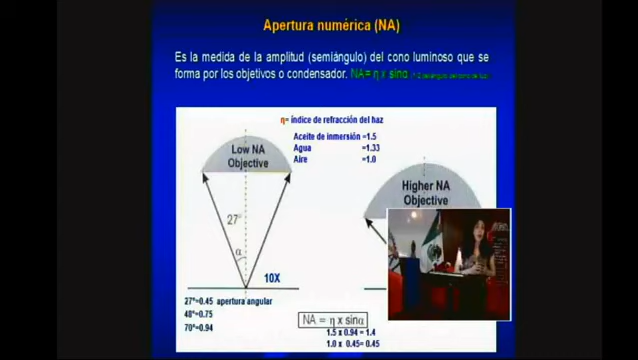 Apertura numérica (NA)
Es la medida de la amplitud (semiángulo) del cono luminoso que se
forma por los objetivos o condensador. NA= η x sinα
η= índice de refracción del haz
Aceite de inmersión =1.5
Agua =1.33
Aire =1.0
Low NA
Objective
Higher NA
Objective
27°
α
10X
27°=0.45 apertura angular
48°=0.75
70°=0.94
NA = η x sinα
1.5 x 0.94 = 1.4
1.0 x 0.45= 0.45